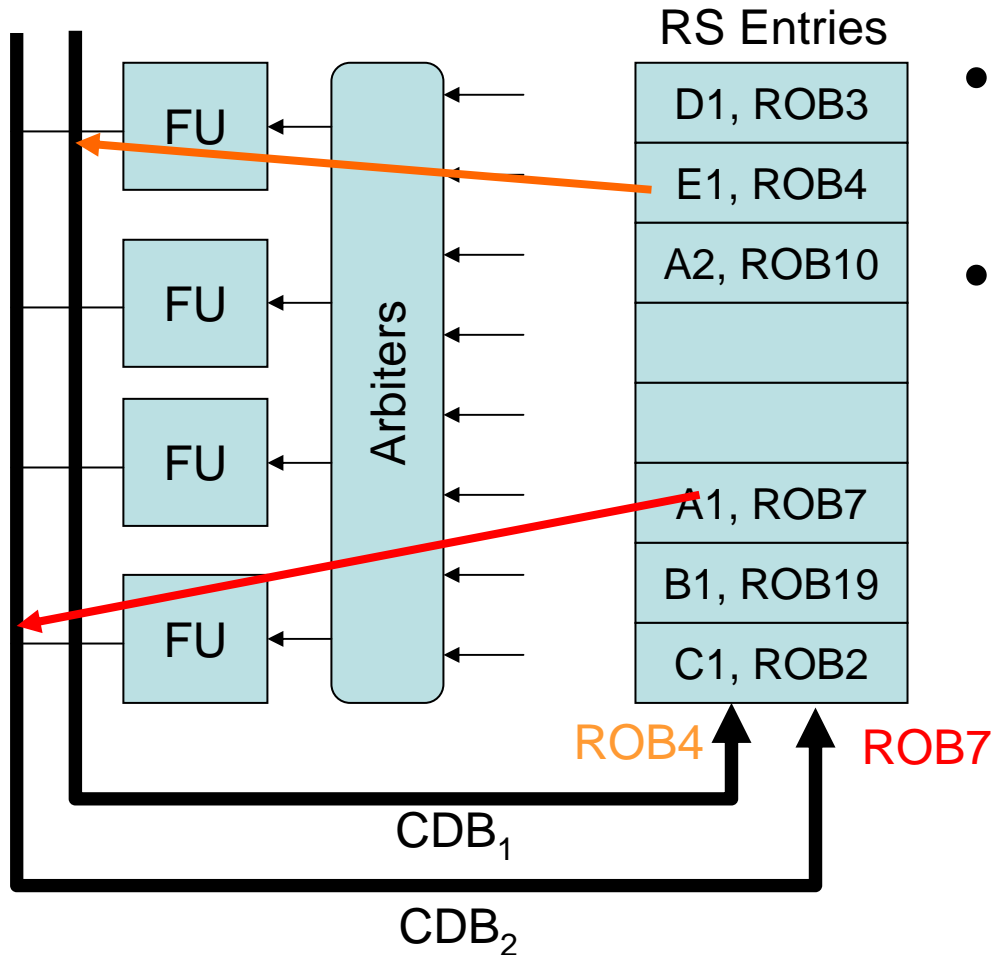 RS Entries
FU
FU
FU
FU
Arbiters
D1, ROB3
E1, ROB4
A2, ROB10
A1, ROB7
B1, ROB19
C1, ROB2
ROB4
ROB7
CDB₁
CDB₂